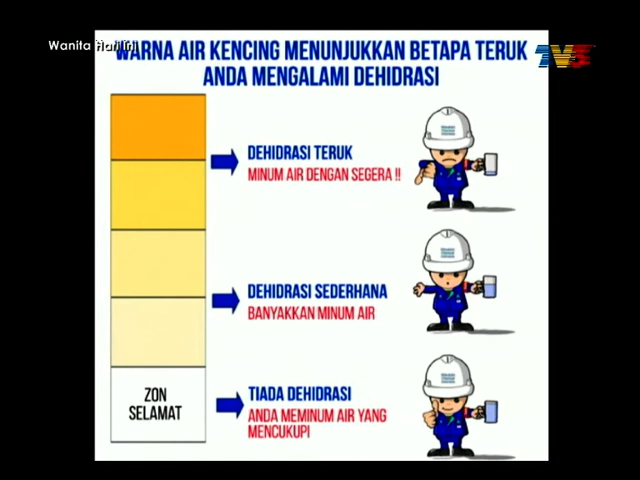 Wanita Hari Ini
TV3
WARNA AIR KENCING MENUNJUKKAN BETAPA TERUK
ANDA MENGALAMI DEHIDRASI
DEHIDRASI TERUK
MINUM AIR DENGAN SEGERA !!
DEHIDRASI SEDERHANA
BANYAKKAN MINUM AIR
ZON
SELAMAT
TIADA DEHIDRASI
ANDA MEMINUM AIR YANG
MENCUKUPI